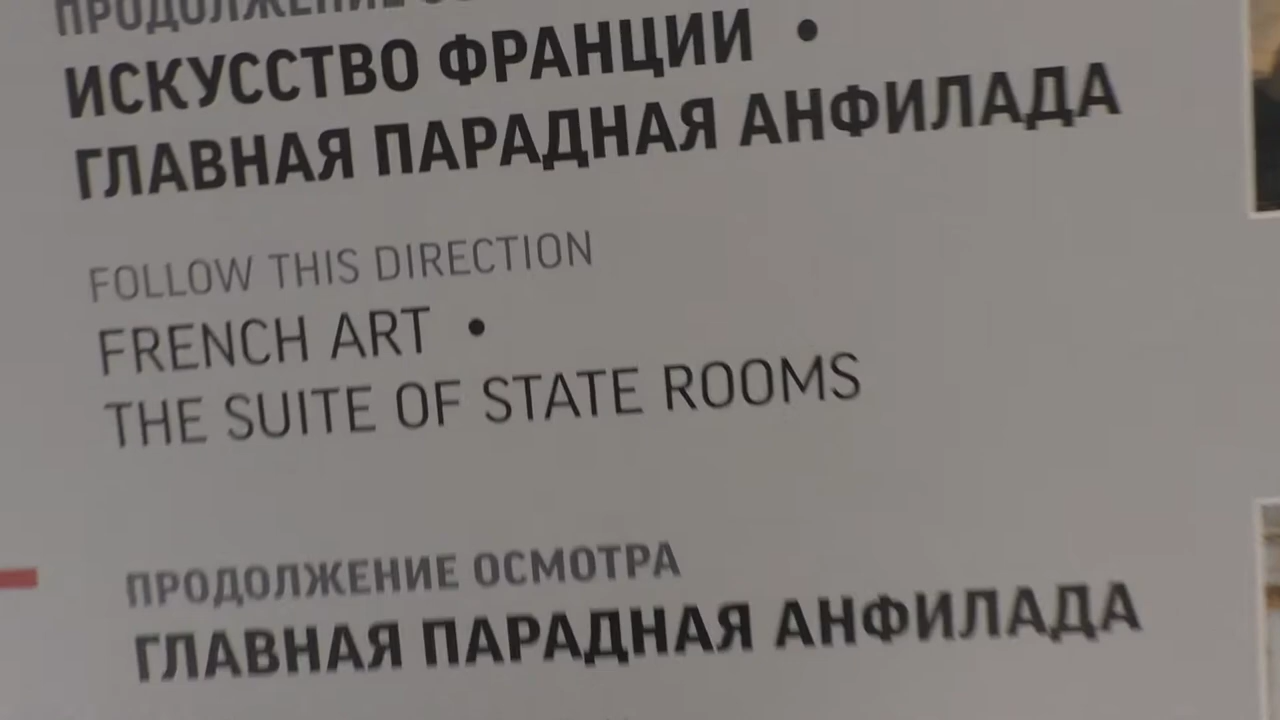 ПРОДОЛЖЕНИЕ
ИСКУССТВО ФРАНЦИИ •
ГЛАВНАЯ ПАРАДНАЯ АНФИЛАДА
FOLLOW THIS DIRECTION
FRENCH ART •
THE SUITE OF STATE ROOMS
ПРОДОЛЖЕНИЕ ОСМОТРА
ГЛАВНАЯ ПАРАДНАЯ АНФИЛАДА